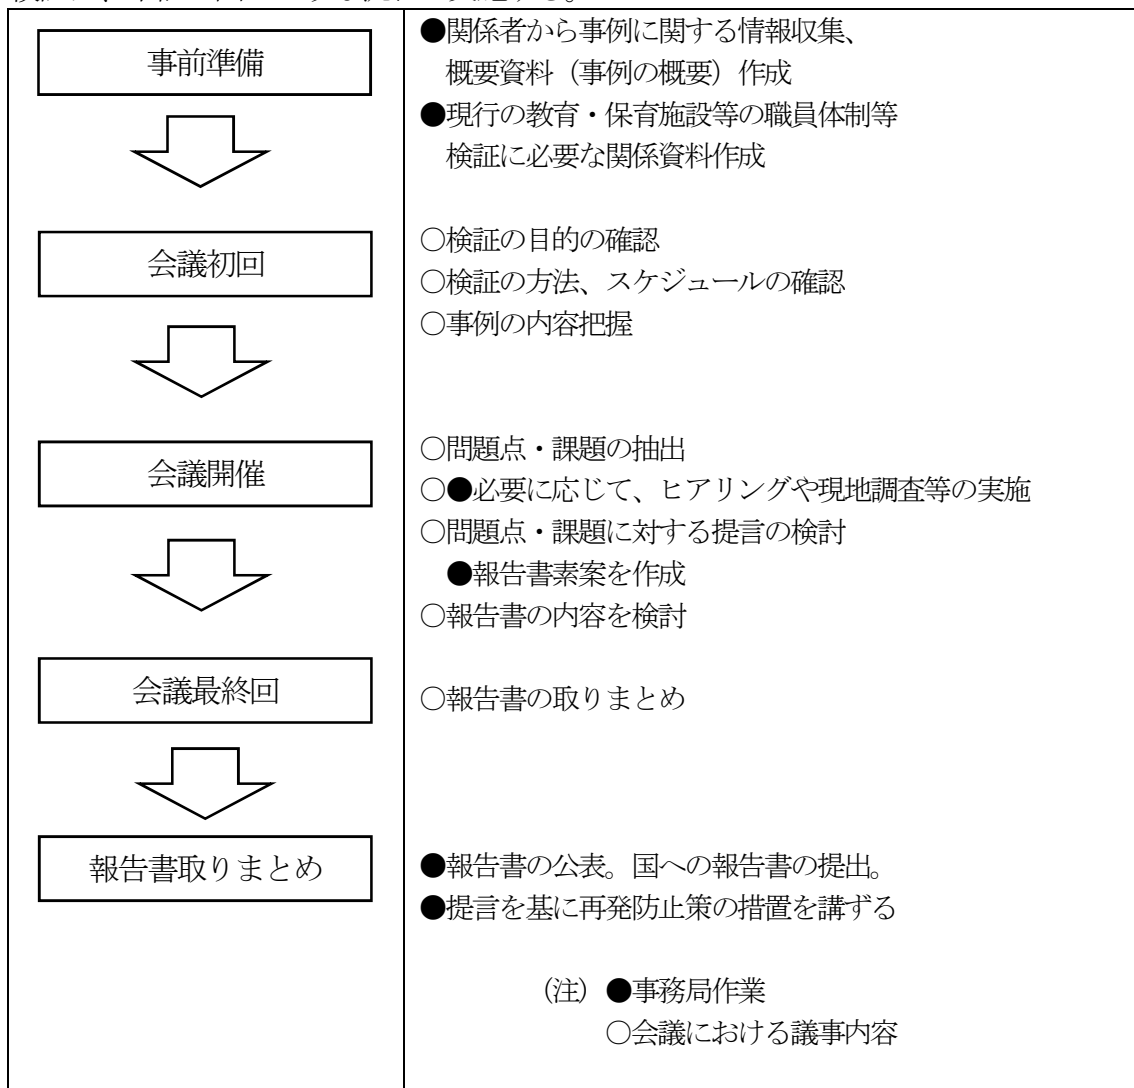 事前準備
●関係者から事例に関する情報収集、
概要資料（事例の概要）作成
●現行の教育・保育施設等の職員体制等
検証に必要な関係資料作成
会議初回
○検証の目的の確認
○検証の方法、スケジュールの確認
○事例の内容把握
会議開催
○問題点・課題の抽出
○●必要に応じて、ヒアリングや現地調査等の実施
○問題点・課題に対する提言の検討
●報告書素案を作成
○報告書の内容を検討
会議最終回
○報告書の取りまとめ
報告書取りまとめ
●報告書の公表。国への報告書の提出。
●提言を基に再発防止策の措置を講ずる
（注）●事務局作業
○会議における議事内容